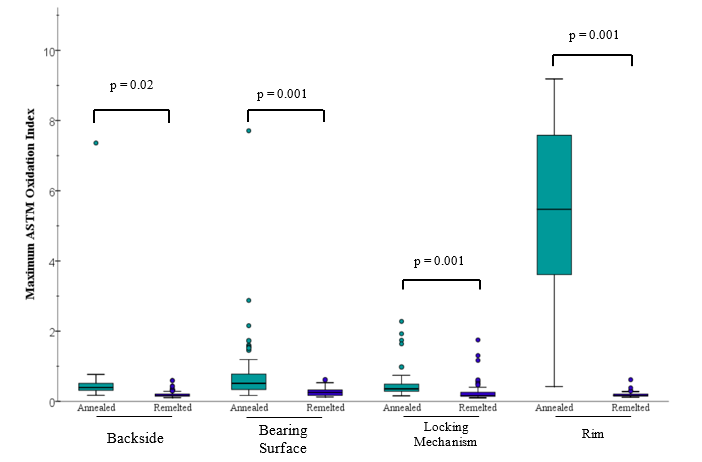 p = 0.001
p = 0.02
p = 0.001
p = 0.001
Maximum ASTM Oxidation Index
10
8
6
4
2
0
Annealed Remelted Annealed Remelted Annealed Remelted Annealed Remelted
Backside
Bearing
Surface
Locking
Mechanism
Rim